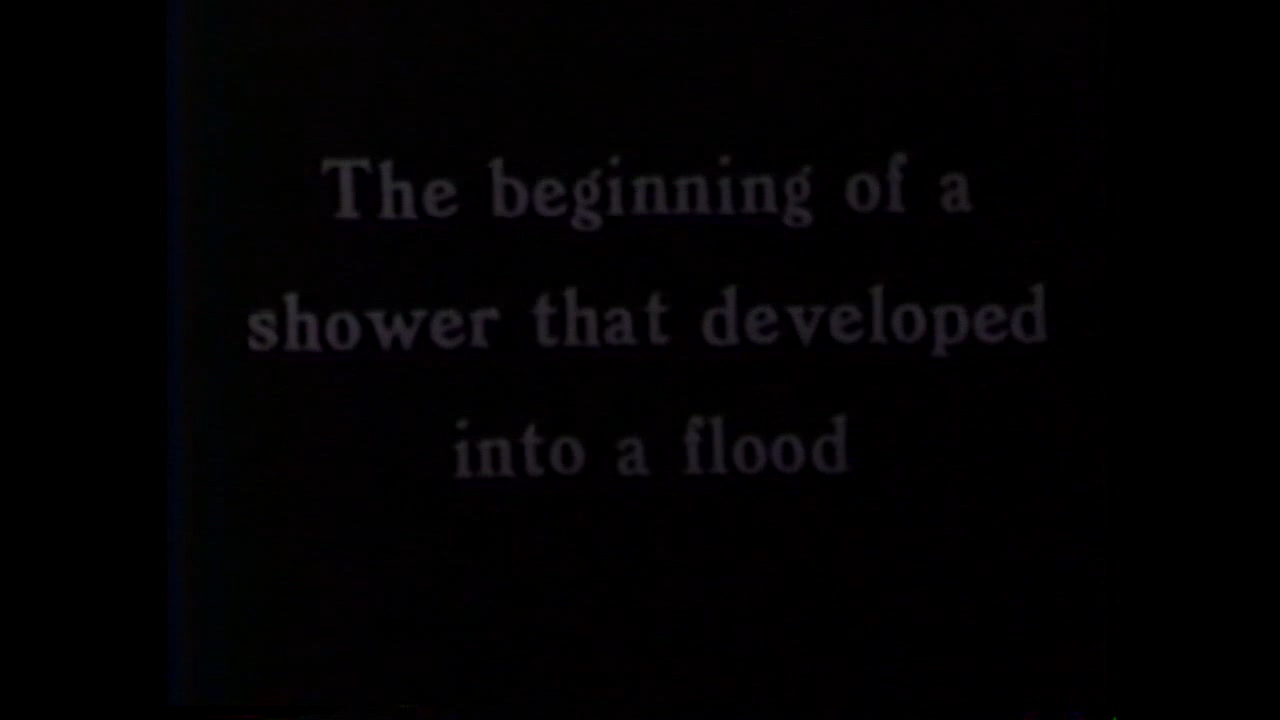 The beginning of a
shower that developed
into a flood